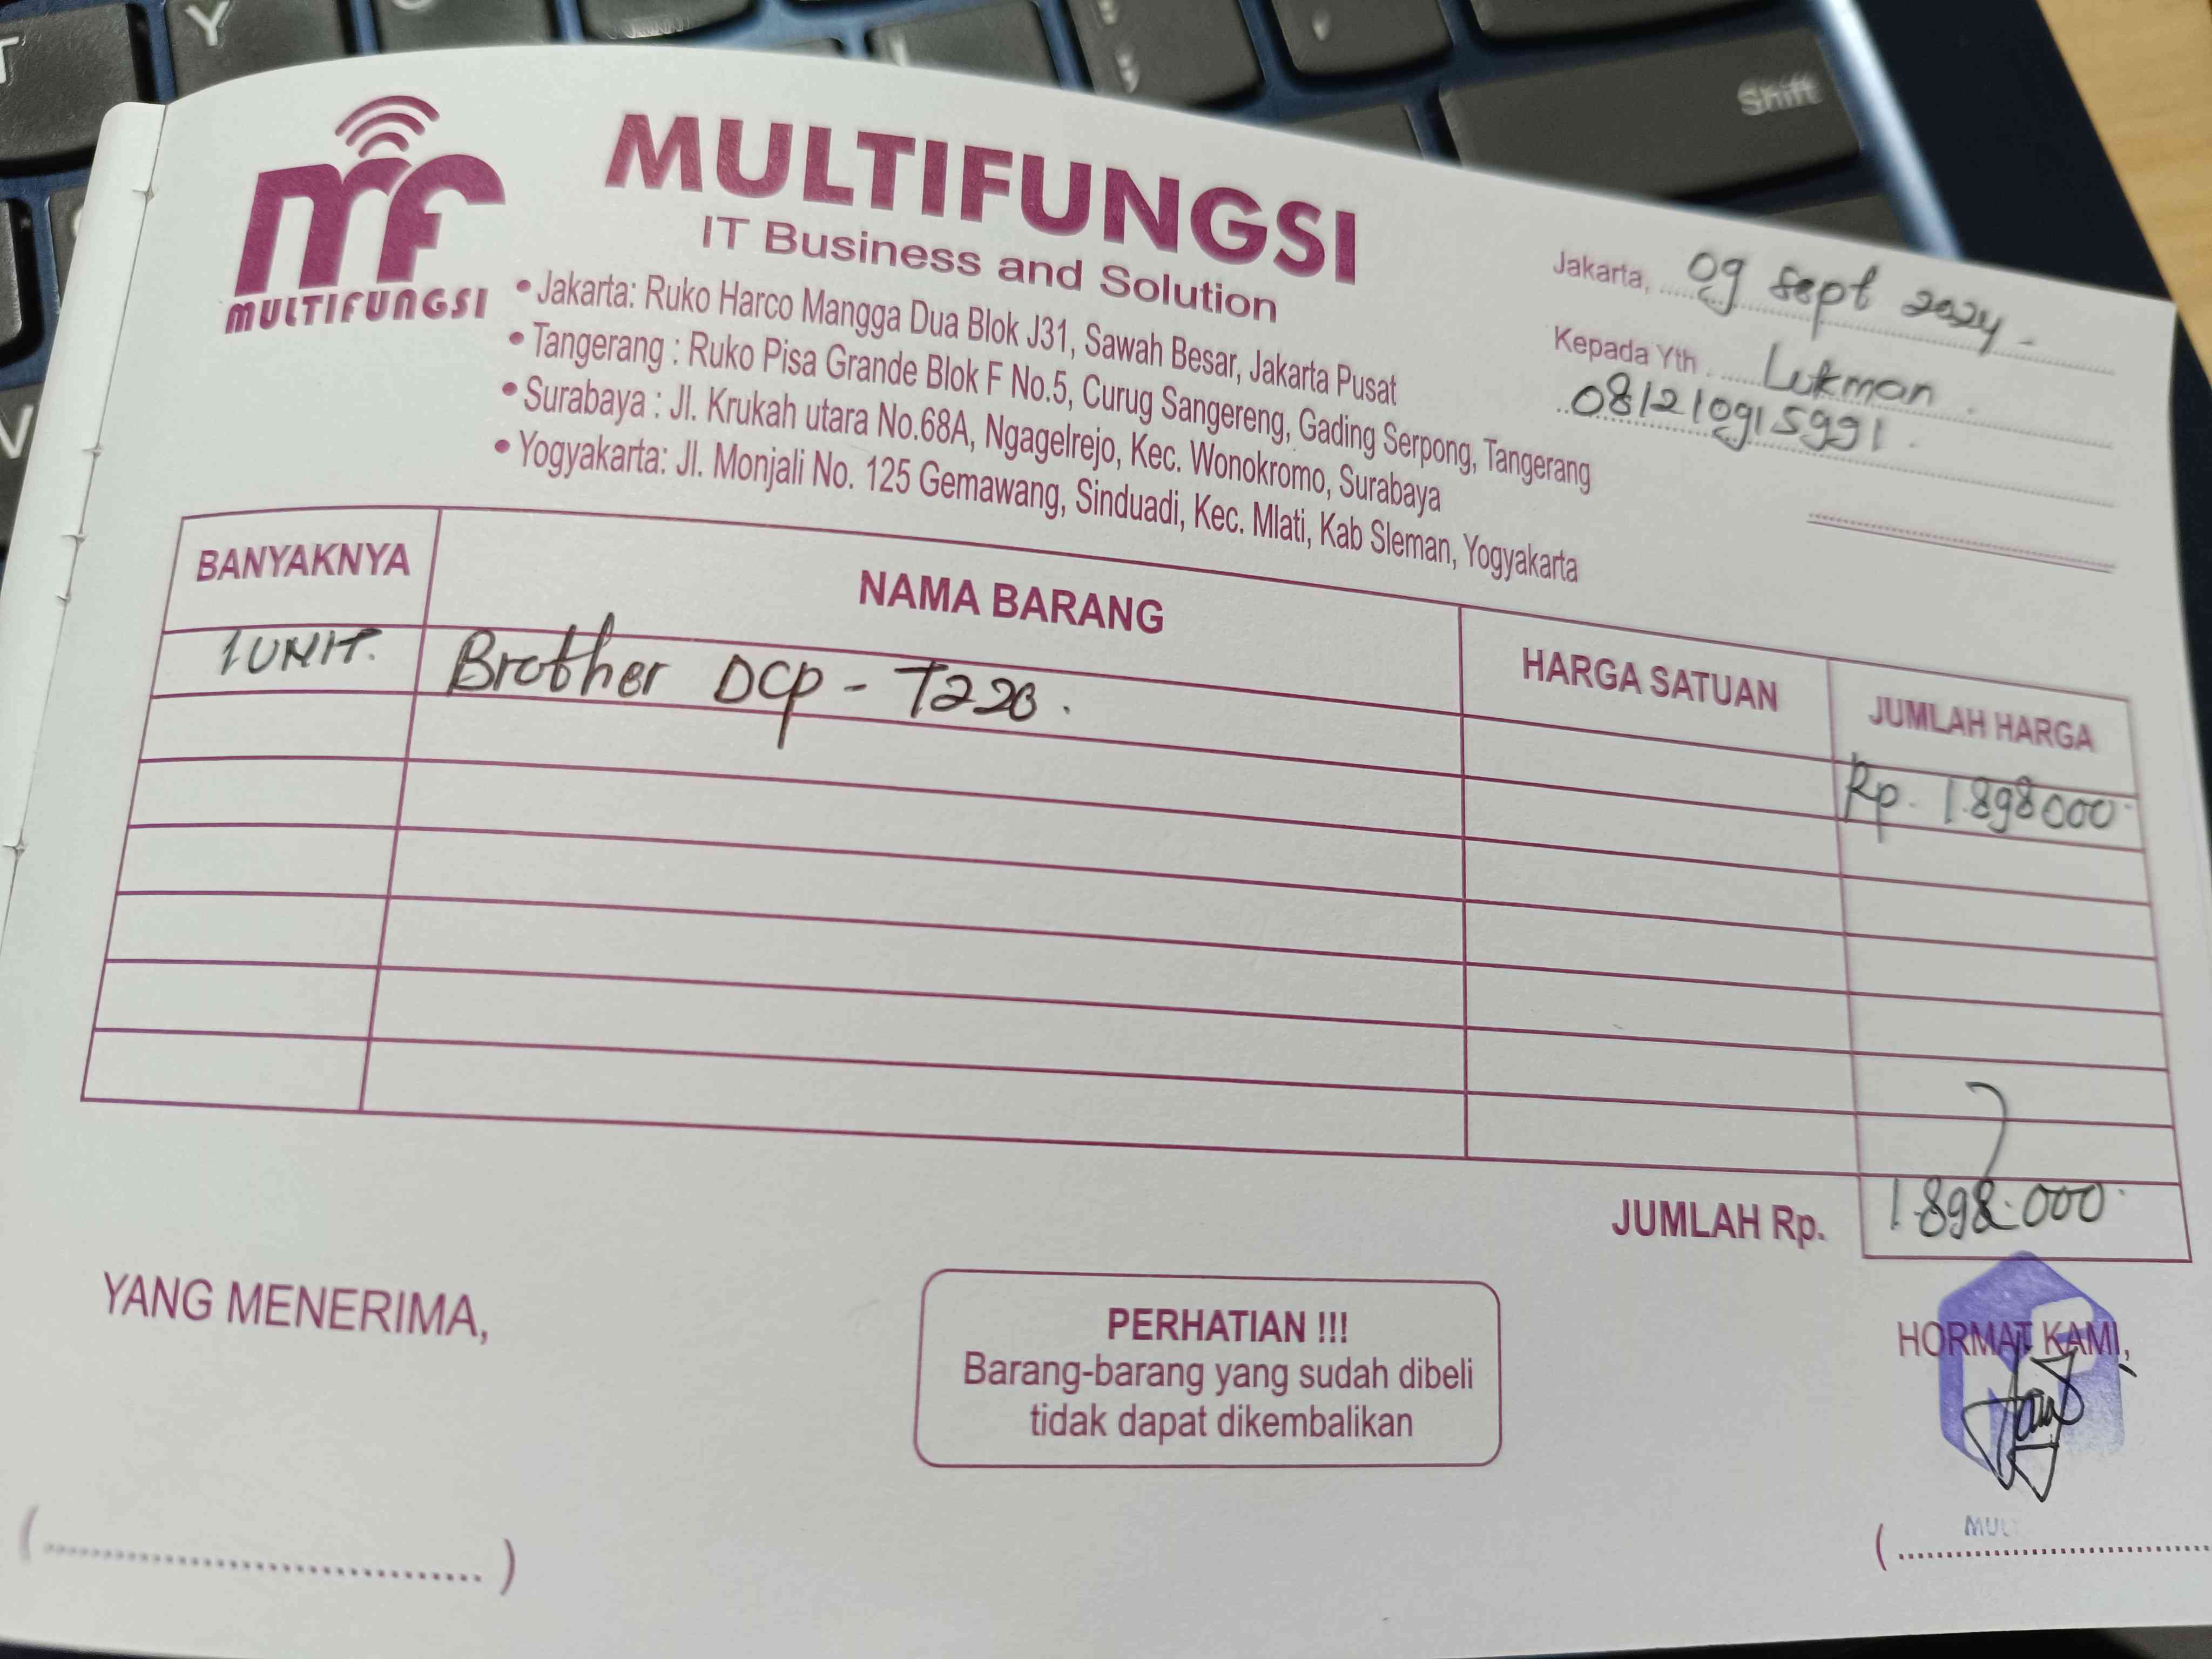 MULTIFUNGSI
MULTIFUNGSI
IT Business and Solution
• Jakarta: Ruko Harco Mangga Dua Blok J31, Sawah Besar, Jakarta Pusat
• Tangerang : Ruko Pisa Grande Blok F No.5, Curug Sangereng, Gading Serpong, Tangerang
• Surabaya : Jl. Krukah utara No.68A, Ngagelrejo, Kec. Wonokromo, Surabaya
• Yogyakarta: Jl. Monjali No. 125 Gemawang, Sinduadi, Kec. Mlati, Kab Sleman, Yogyakarta
Jakarta, 09 sept 2024 -
Kepada Yth. Lukman.
081210915991.
BANYAKNYA NAMA BARANG HARGA SATUAN JUMLAH HARGA
1 UNIT. Brother DCP - T220. Rp. 1.898000
JUMLAH Rp. 1.898.000
YANG MENERIMA,
PERHATIAN !!!
Barang-barang yang sudah dibeli
tidak dapat dikembalikan
HORMAT KAMI,
Y
Shift
V